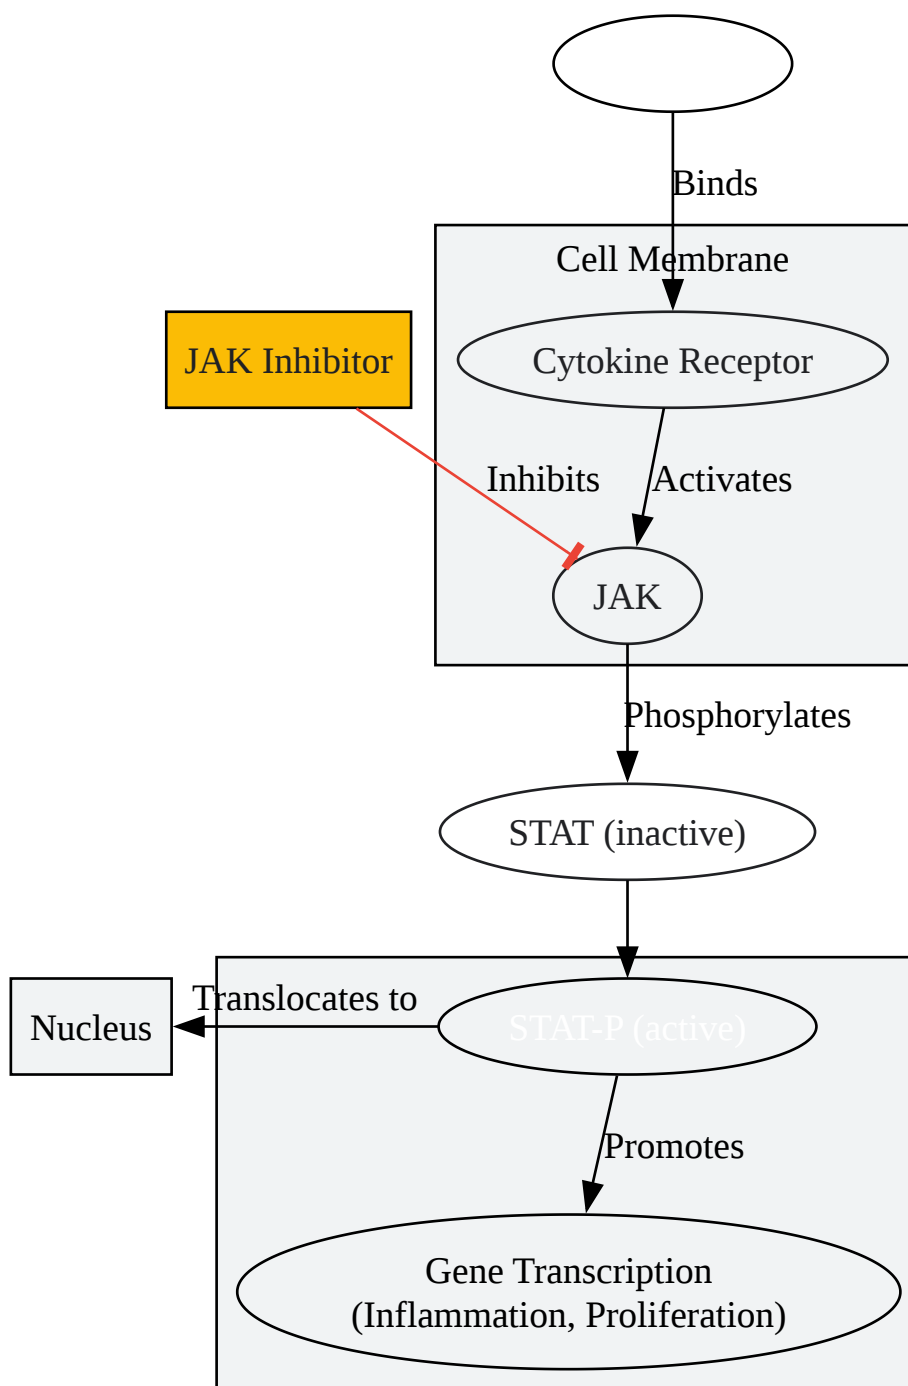 Binds
Cell Membrane
JAK Inhibitor
Cytokine Receptor
Inhibits
Activates
JAK
Phosphorylates
STAT (inactive)
Translocates to
Nucleus
STAT-P (active)
Promotes
Gene Transcription
(Inflammation, Proliferation)